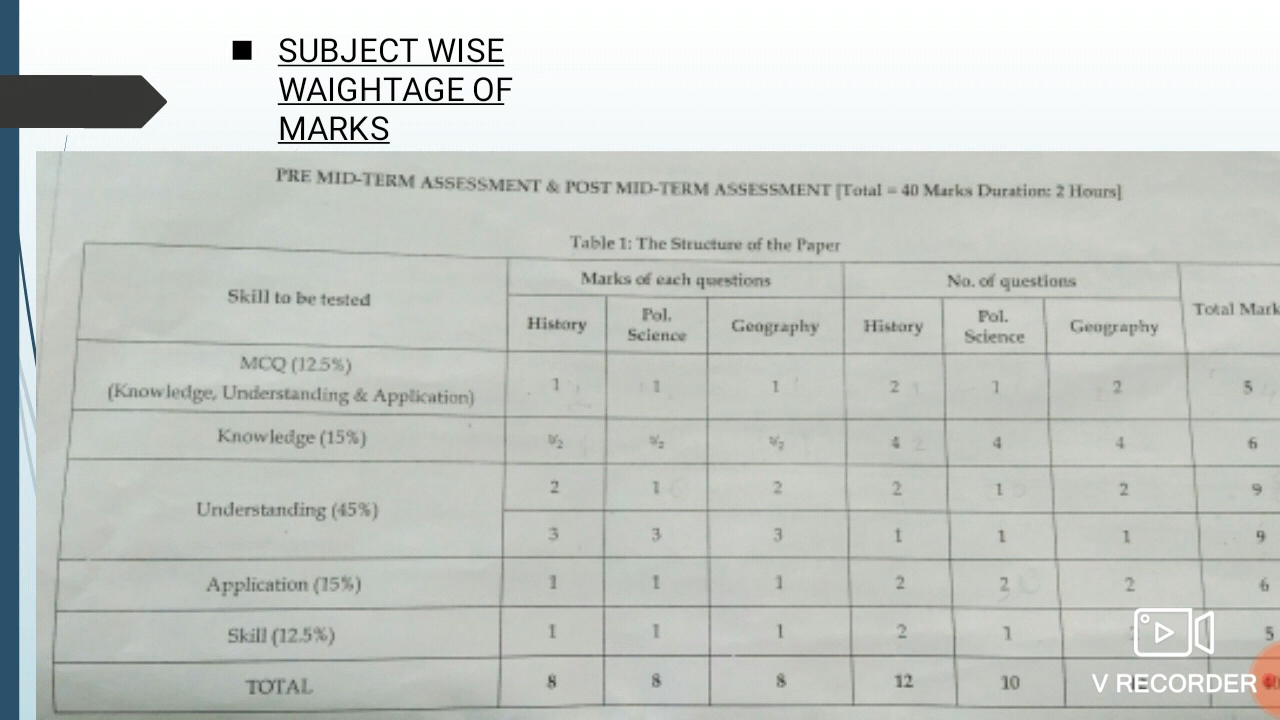 SUBJECT WISE
WAIGHTAGE OF
MARKS
PRE MID-TERM ASSESSMENT & POST MID-TERM ASSESSMENT [Total = 40 Marks Duration: 2 Hours]
Table 1: The Structure of the Paper
Skill to be tested Marks of each questions No. of questions Total Mark
History Pol. Science Geography History Pol. Science Geography
MCQ (12.5%)
(Knowledge, Understanding & Application) 1 1 1 2 1 2 5
Knowledge (15%) ½ ½ ½ 4 4 4 6
Understanding (45%) 2 1 2 2 1 2 9
3 3 3 1 1 1 9
Application (15%) 1 1 1 2 2 2 6
Skill (12.5%) 1 1 1 2 1 5
TOTAL 8 8 8 12 10
V RECORDER